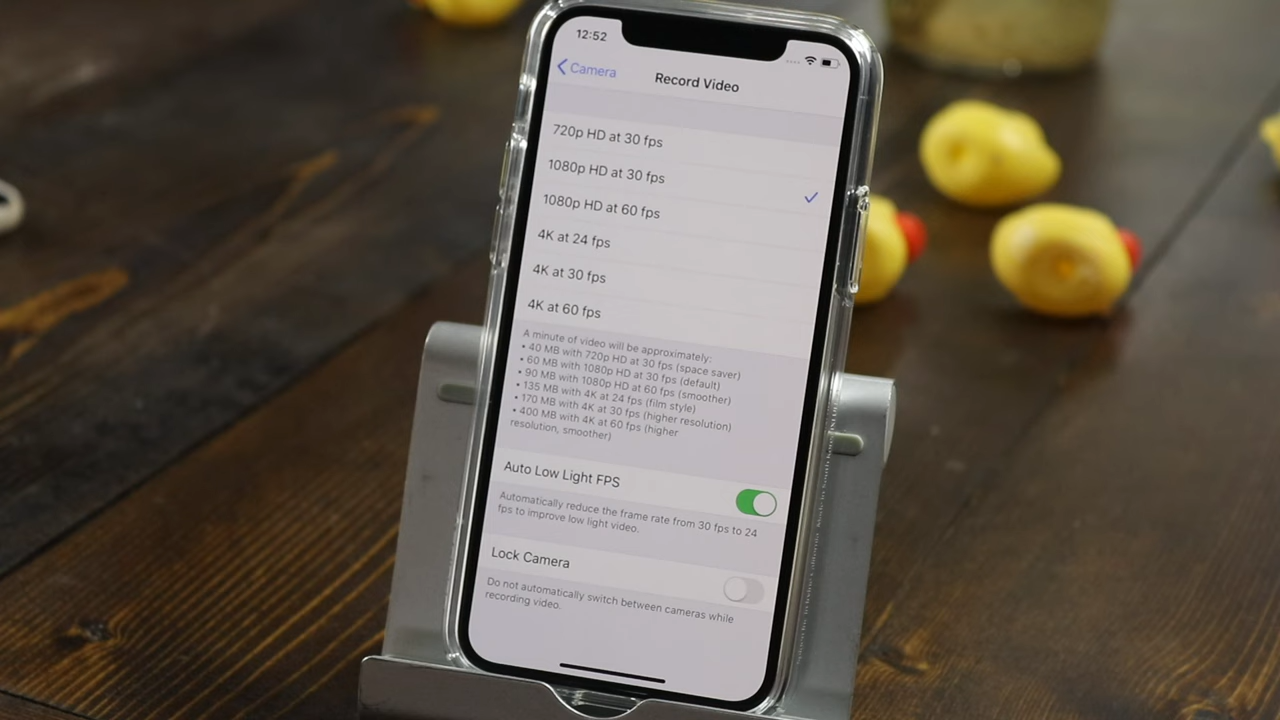 12:52
Camera
Record Video
720p HD at 30 fps
1080p HD at 30 fps
1080p HD at 60 fps
4K at 24 fps
4K at 30 fps
4K at 60 fps
A minute of video will be approximately:
• 40 MB with 720p HD at 30 fps (space saver)
• 60 MB with 1080p HD at 30 fps (default)
• 90 MB with 1080p HD at 60 fps (smoother)
• 135 MB with 4K at 24 fps (film style)
• 170 MB with 4K at 30 fps (higher resolution)
• 400 MB with 4K at 60 fps (higher
resolution, smoother)
Auto Low Light FPS
Automatically reduce the frame rate from 30 fps to 24
fps to improve low light video.
Lock Camera
Do not automatically switch between cameras while
recording video.